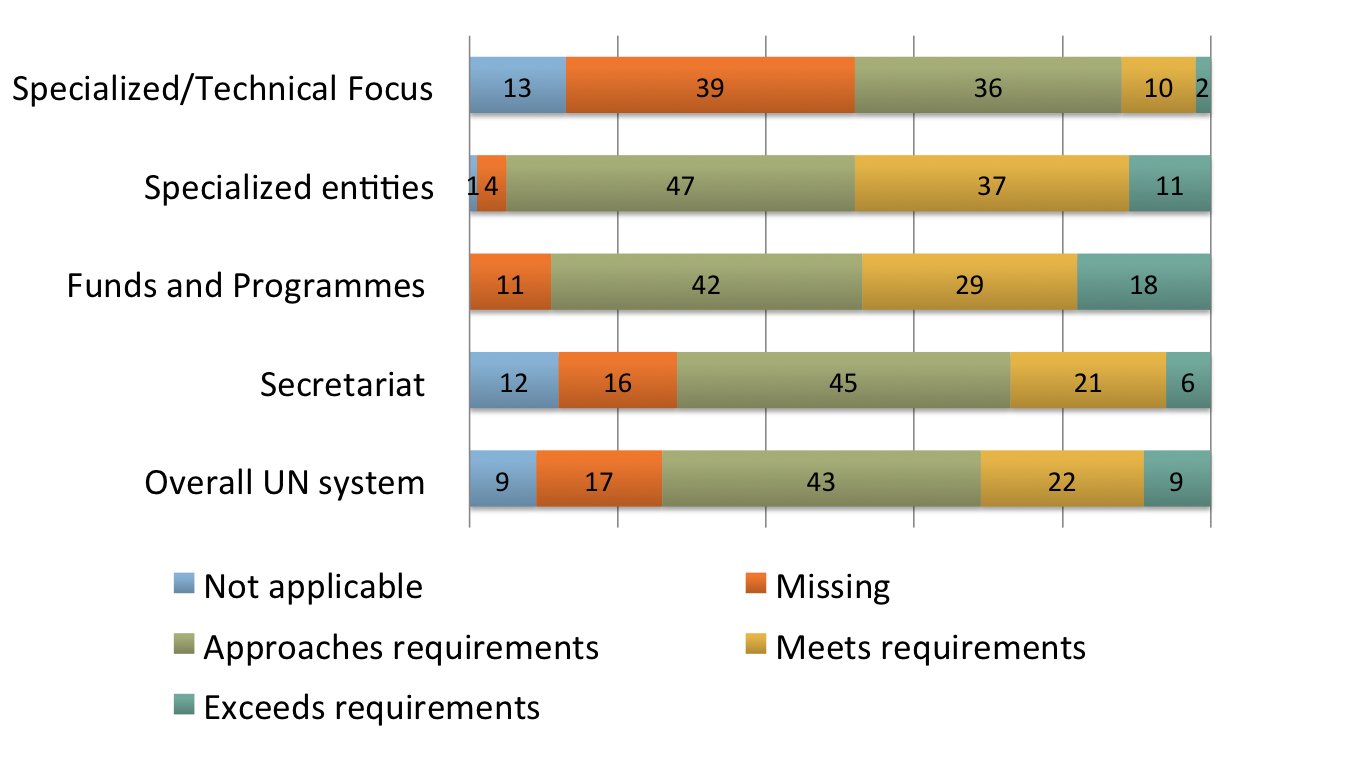 Specialized/Technical Focus 13 39 36 10 2
Specialized entities 1 4 47 37 11
Funds and Programmes 11 42 29 18
Secretariat 12 16 45 21 6
Overall UN system 9 17 43 22 9
Not applicable Missing
Approaches requirements Meets requirements
Exceeds requirements